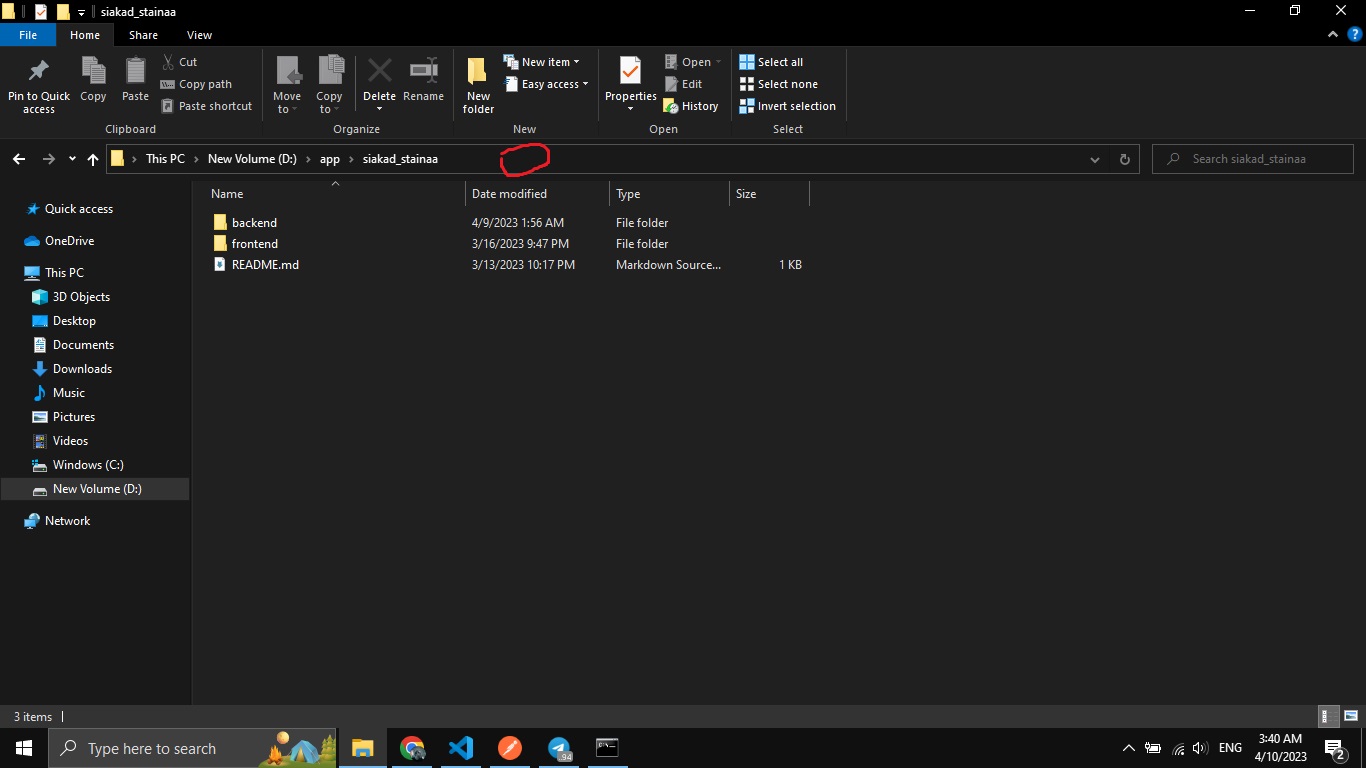 siakad_stainaa
File Home Share View
Pin to Quick access
Copy
Paste
Cut
Copy path
Paste shortcut
Clipboard
Move to
Copy to
Delete
Rename
Organize
New folder
New item
Easy access
New
Properties
Open
Edit
History
Open
Select all
Select none
Invert selection
Select
This PC > New Volume (D:) > app > siakad_stainaa
Search siakad_stainaa
Name Date modified Type Size
backend 4/9/2023 1:56 AM File folder
frontend 3/16/2023 9:47 PM File folder
README.md 3/13/2023 10:17 PM Markdown Source... 1 KB
Quick access
OneDrive
This PC
3D Objects
Desktop
Documents
Downloads
Music
Pictures
Videos
Windows (C:)
New Volume (D:)
Network
3 items
Type here to search
94
ENG
3:40 AM
4/10/2023
2